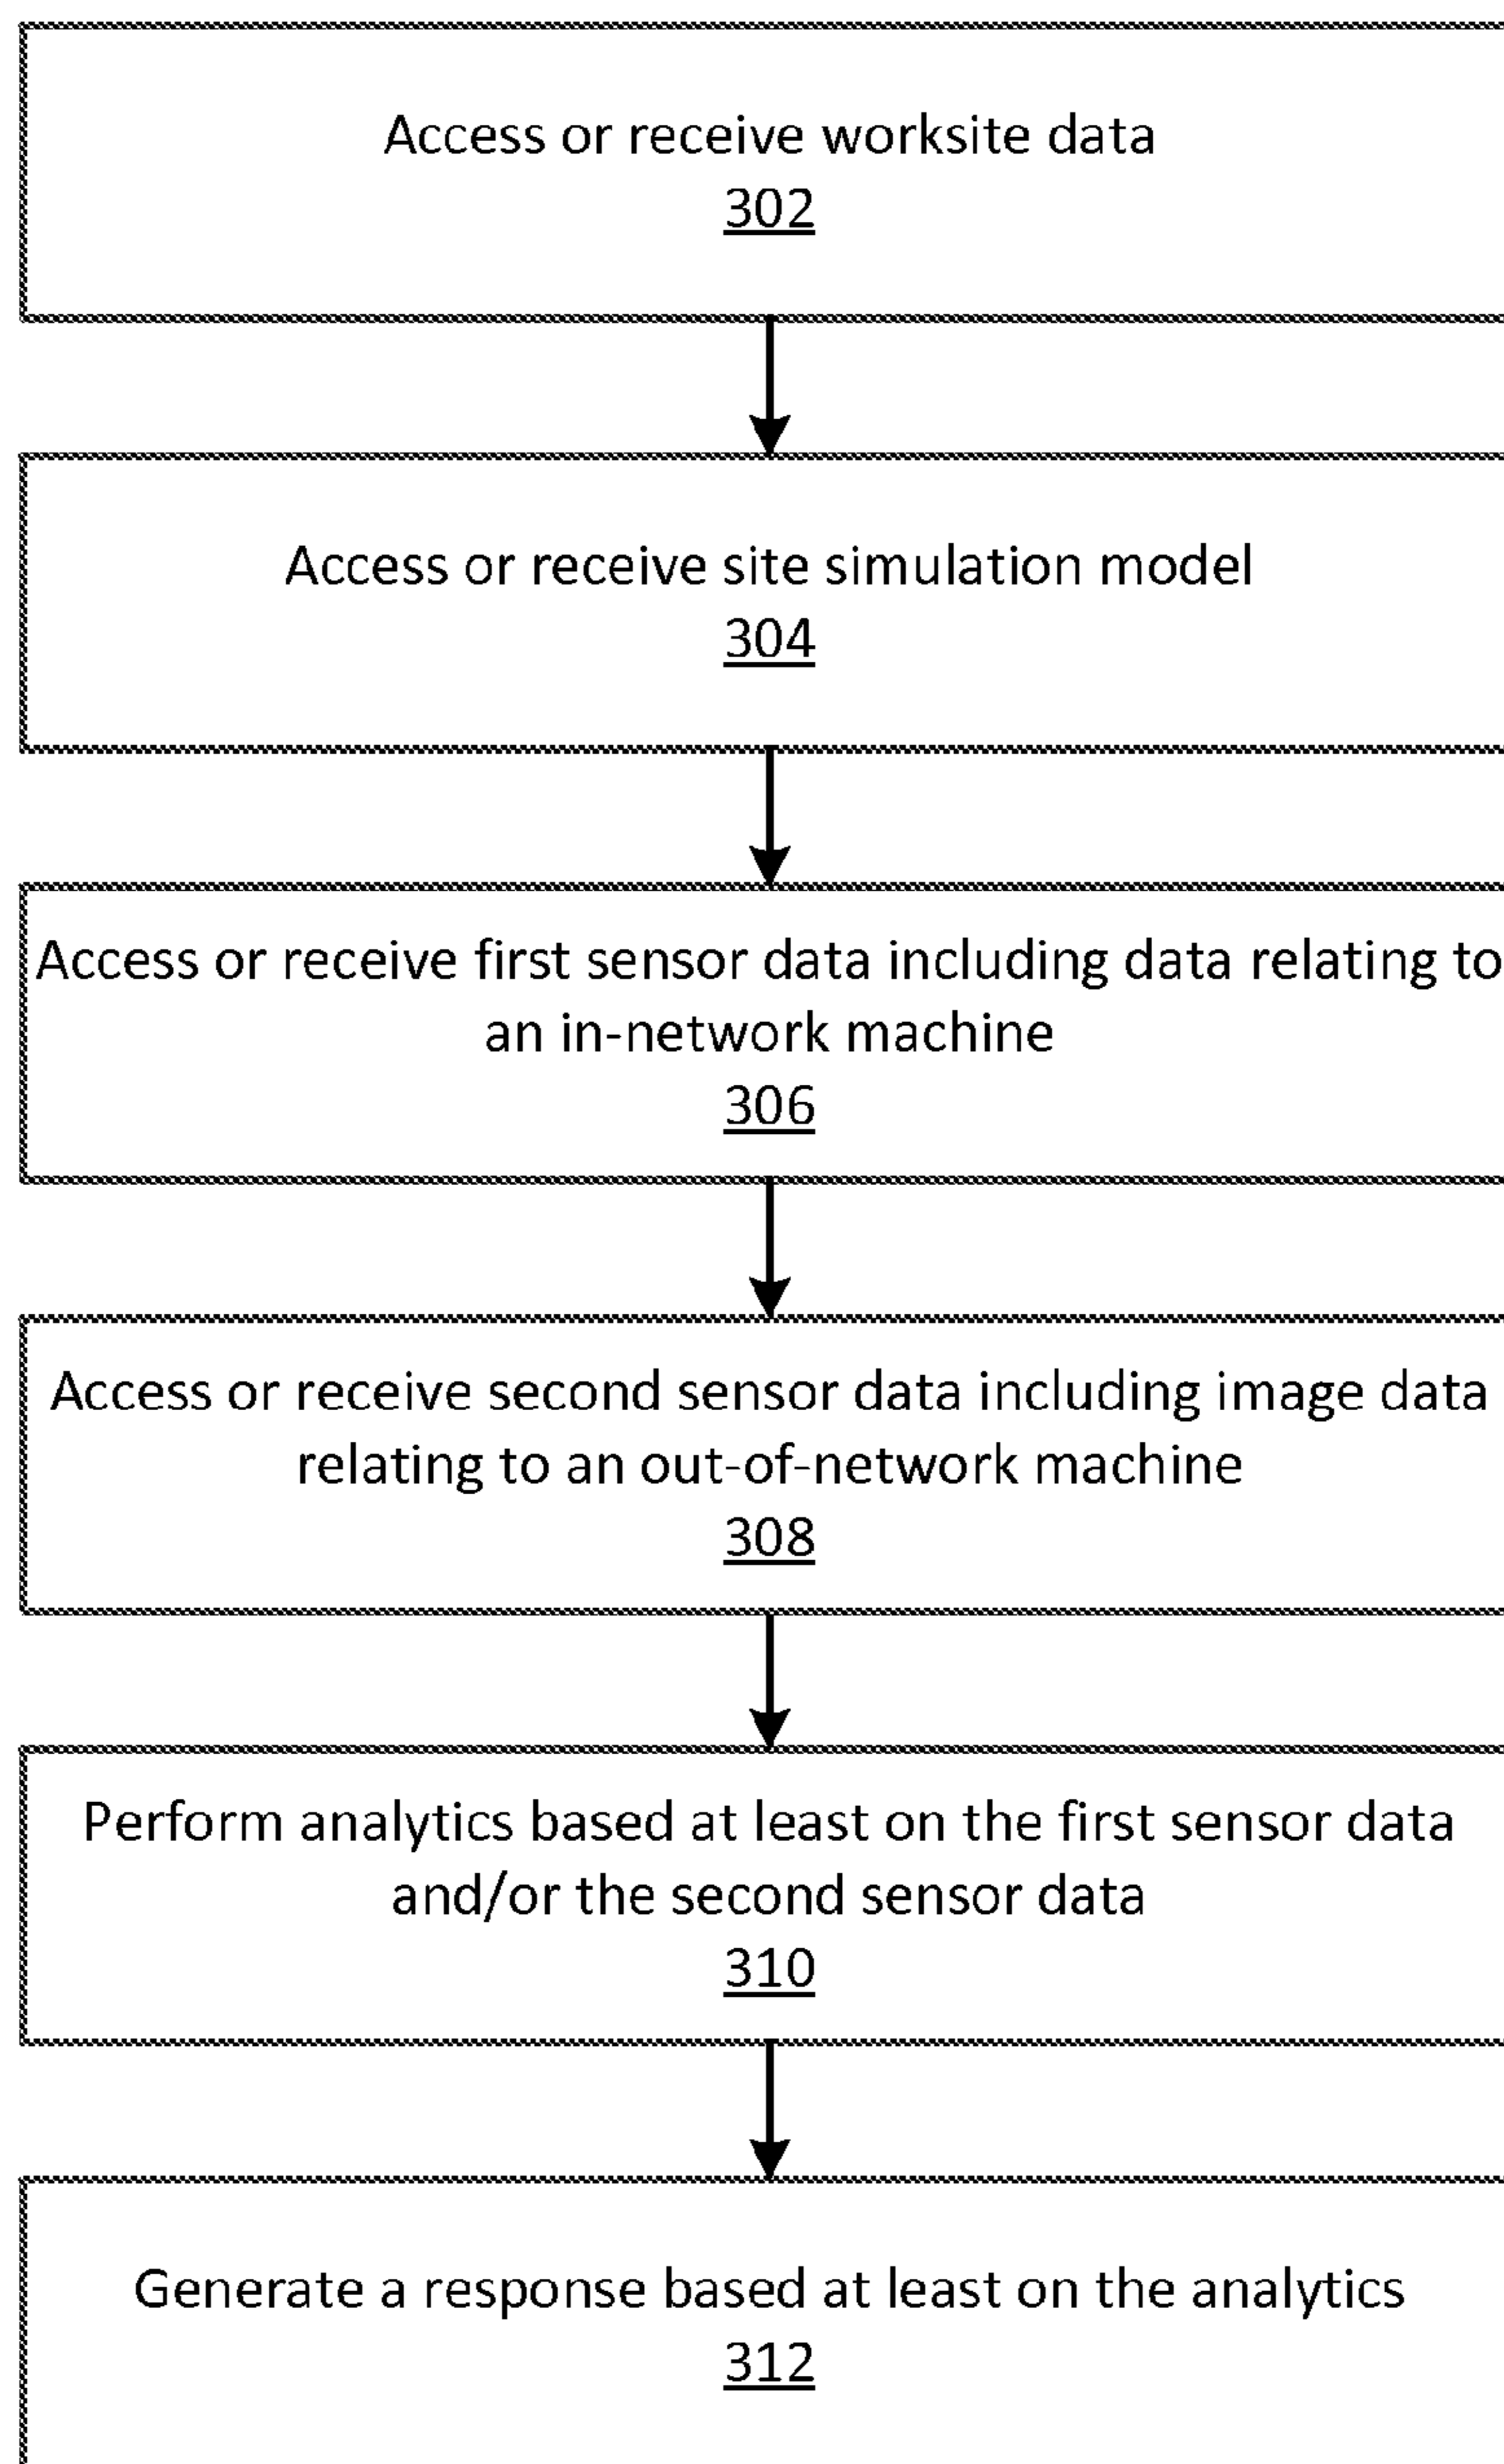 Access or receive worksite data
302
Access or receive site simulation model
304
Access or receive first sensor data including data relating to
an in-network machine
306
Access or receive second sensor data including image data
relating to an out-of-network machine
308
Perform analytics based at least on the first sensor data
and/or the second sensor data
310
Generate a response based at least on the analytics
312